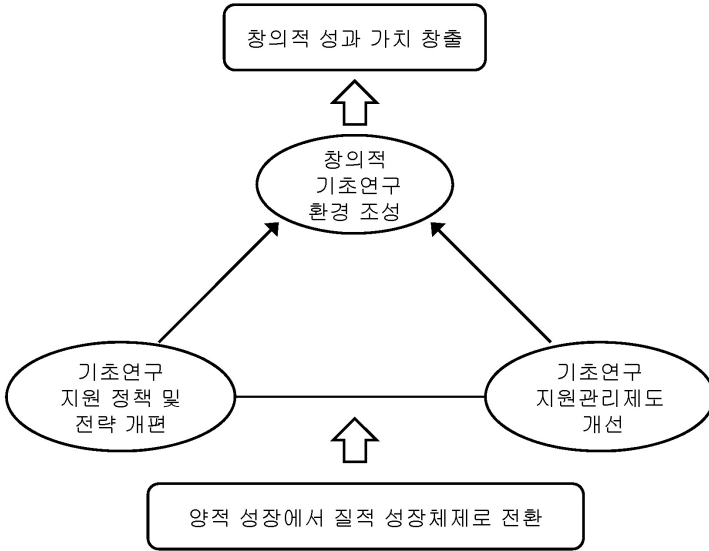 창의적 성과 가치 창출
창의적
기초연구
환경 조성
기초연구
지원 정책 및
전략 개편
기초연구
지원관리제도
개선
양적 성장에서 질적 성장체제로 전환